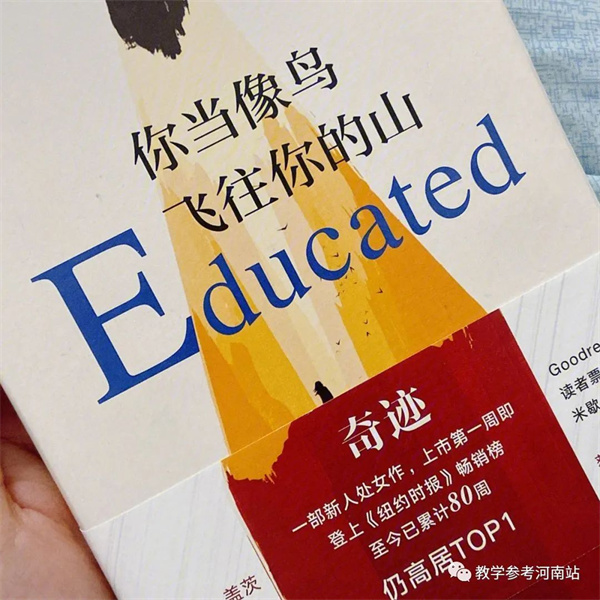 你当像鸟
飞往你的山
Educated
奇迹
一部新人处女作，上市第一周即
登上《纽约时报》畅销榜
至今已累计80周
仍高居TOP1
Goodre
读者票
米歇
盖茨
教学参考河南站